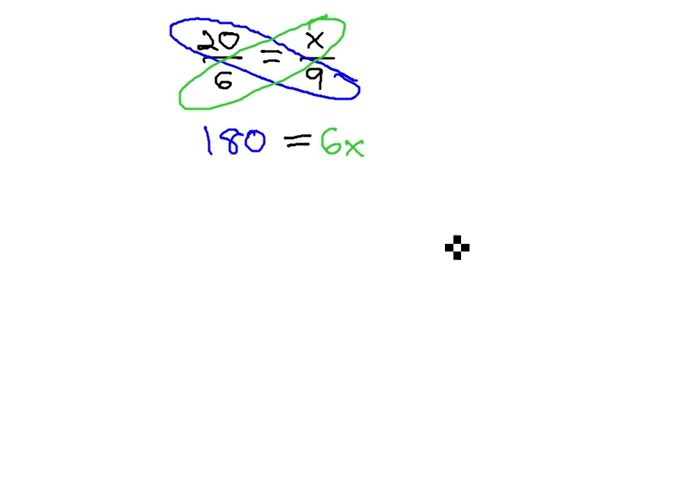 20/6 = x/9
180 = 6x